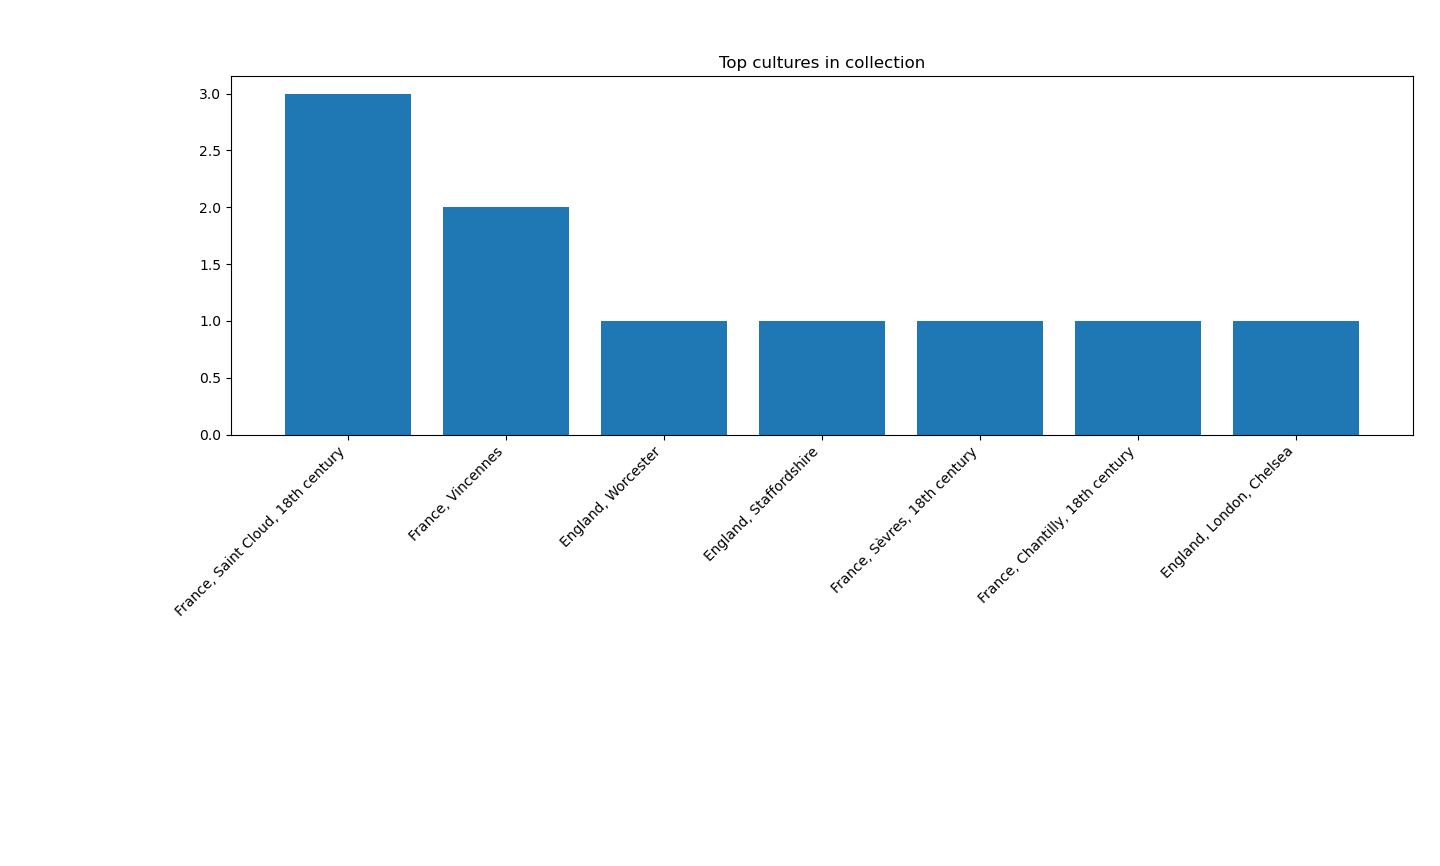 Top cultures in collection
3.0
2.5
2.0
1.5
1.0
0.5
0.0
France, Saint Cloud, 18th century
France, Vincennes
England, Worcester
England, Staffordshire
France, Sèvres, 18th century
France, Chantilly, 18th century
England, London, Chelsea